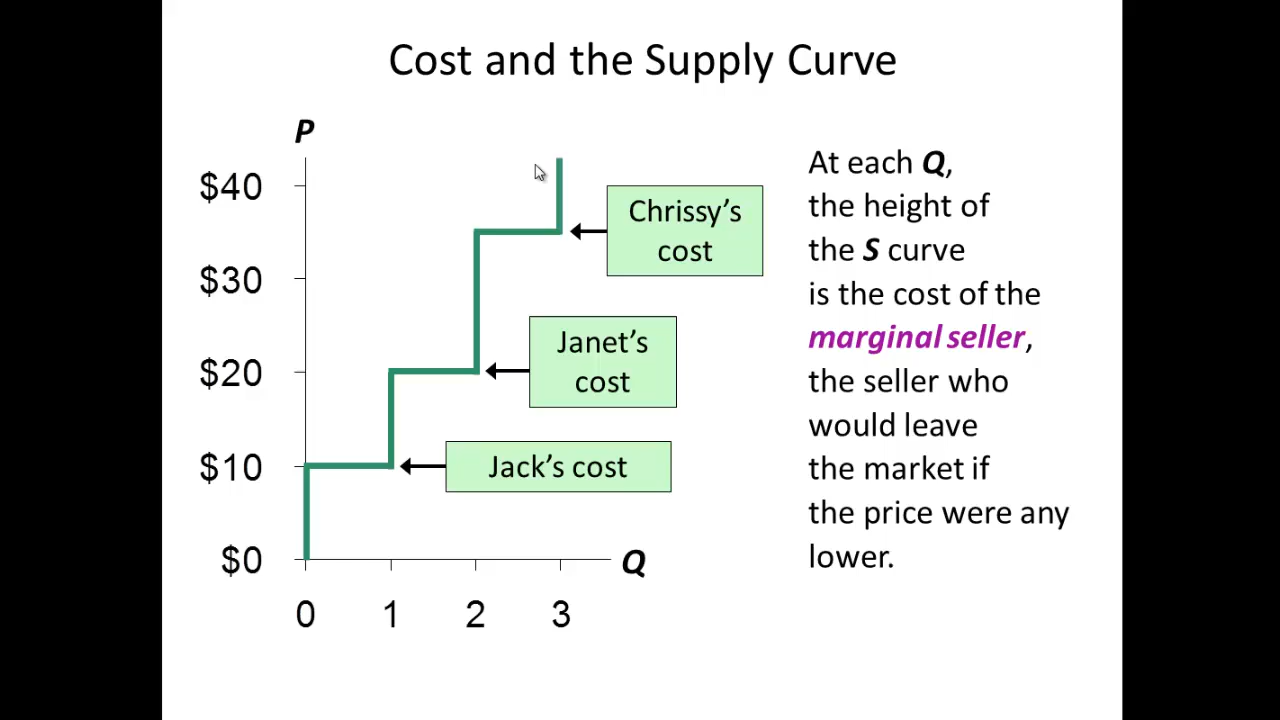 Cost and the Supply Curve
P
$40
$30
$20
$10
$0
0 1 2 3
Q
Chrissy’s
cost
Janet’s
cost
Jack’s cost
At each Q,
the height of
the S curve
is the cost of the
marginal seller,
the seller who
would leave
the market if
the price were any
lower.